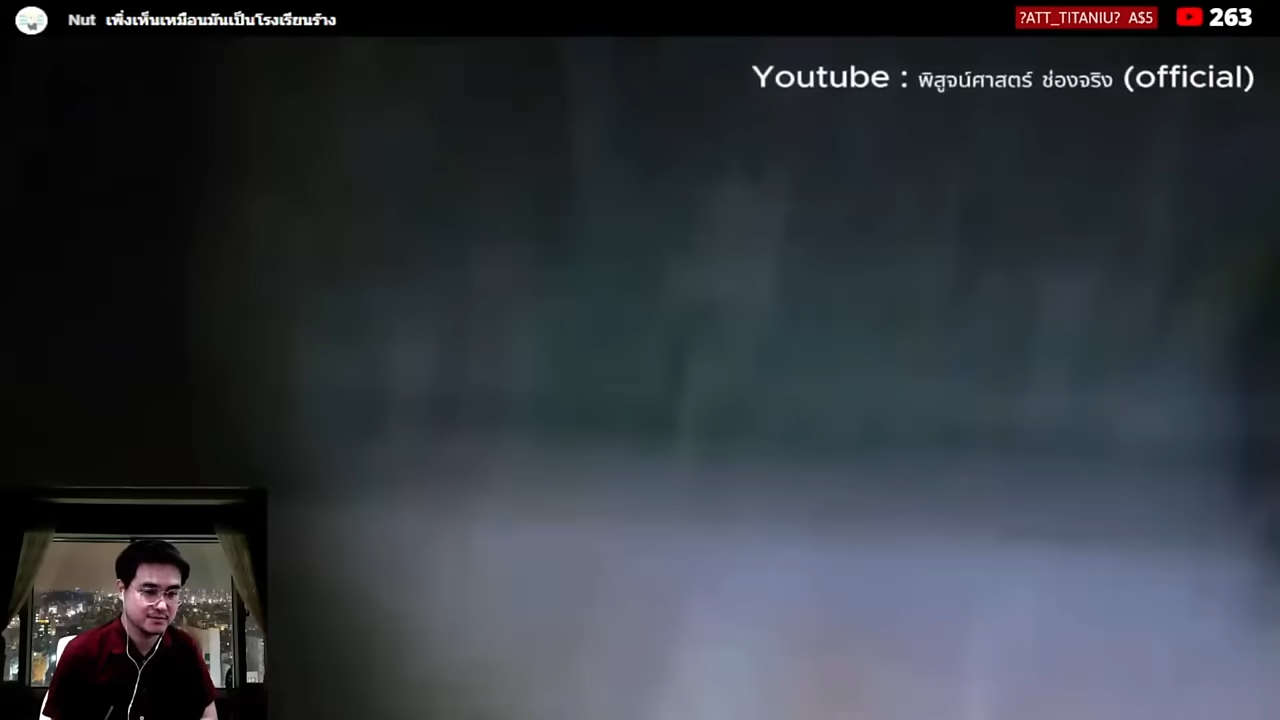 Nut เพิ่งเห็นเหมือนมันเป็นโรงเรียนร้าง
?ATT_TITANIU? A$5
263
Youtube : พิสูจน์ศาสตร์ ช่องจริง (official)